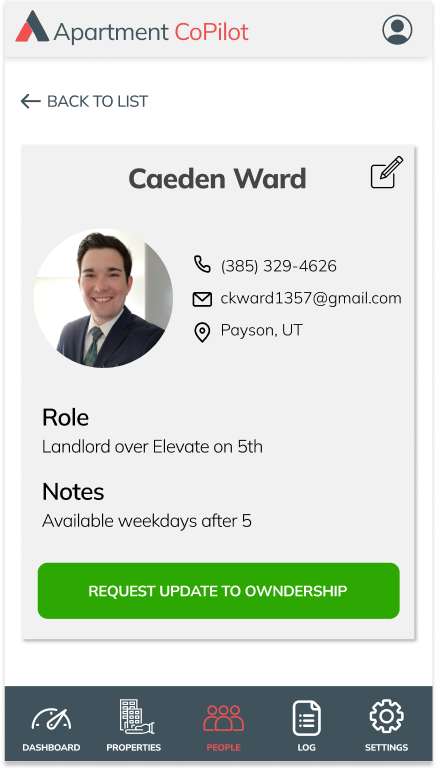 Apartment CoPilot
BACK TO LIST
Caeden Ward
(385) 329-4626
ckward1357@gmail.com
Payson, UT
Role
Landlord over Elevate on 5th
Notes
Available weekdays after 5
REQUEST UPDATE TO OWNDERSHIP
DASHBOARD PROPERTIES PEOPLE LOG SETTINGS